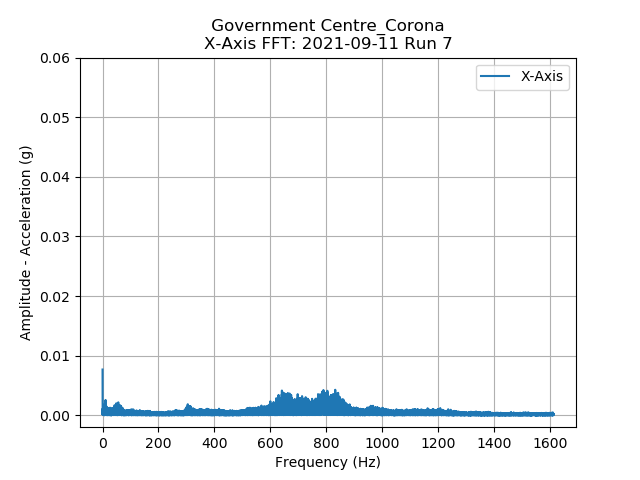 Government Centre_Corona
X-Axis FFT: 2021-09-11 Run 7
X-Axis
0.06
0.05
0.04
0.03
0.02
0.01
0.00
Amplitude - Acceleration (g)
0 200 400 600 800 1000 1200 1400 1600
Frequency (Hz)